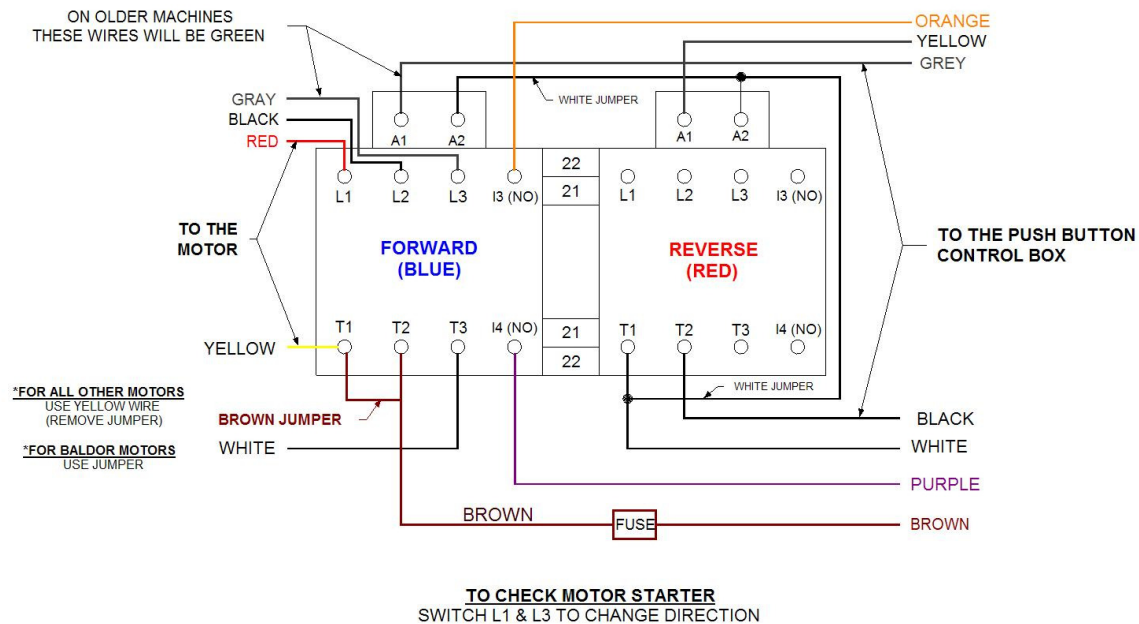 ON OLDER MACHINES
THESE WIRES WILL BE GREEN
ORANGE
YELLOW
GREY
WHITE JUMPER
GRAY
BLACK
RED
A1 A2 A1 A2
22
21
L1 L2 L3 I3 (NO) L1 L2 L3 I3 (NO)
TO THE
MOTOR
FORWARD
(BLUE)
REVERSE
(RED)
TO THE PUSH BUTTON
CONTROL BOX
T1 T2 T3 I4 (NO) T1 T2 T3 I4 (NO)
21
22
YELLOW
*FOR ALL OTHER MOTORS
USE YELLOW WIRE
(REMOVE JUMPER)
*FOR BALDOR MOTORS
USE JUMPER
BROWN JUMPER
WHITE
WHITE JUMPER
BLACK
WHITE
PURPLE
BROWN
FUSE
BROWN
TO CHECK MOTOR STARTER
SWITCH L1 & L3 TO CHANGE DIRECTION